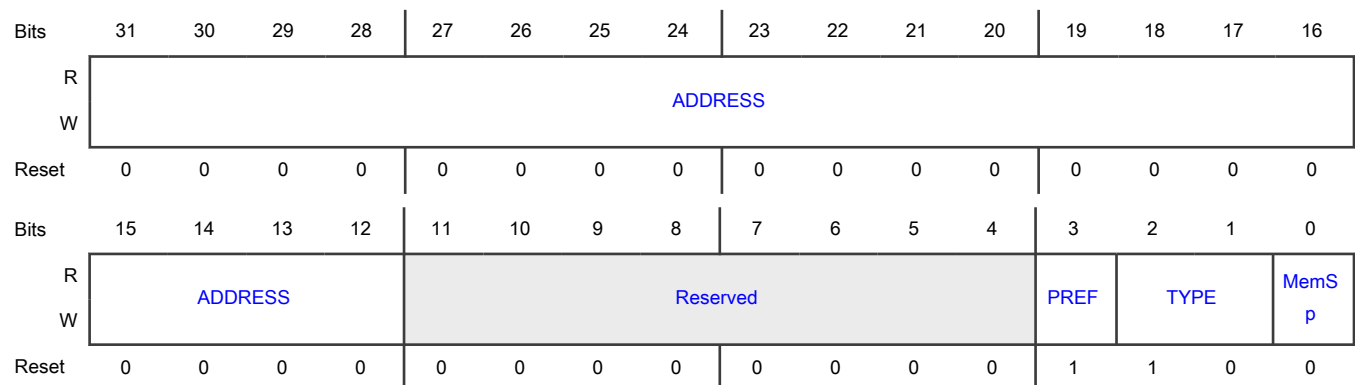 Bits 31 30 29 28 27 26 25 24 23 22 21 20 19 18 17 16
R
ADDRESS
W
Reset 0 0 0 0 0 0 0 0 0 0 0 0 0 0 0 0
Bits 15 14 13 12 11 10 9 8 7 6 5 4 3 2 1 0
R
ADDRESS Reserved PREF TYPE MemS
p
W
Reset 0 0 0 0 0 0 0 0 0 0 0 0 1 1 0 0